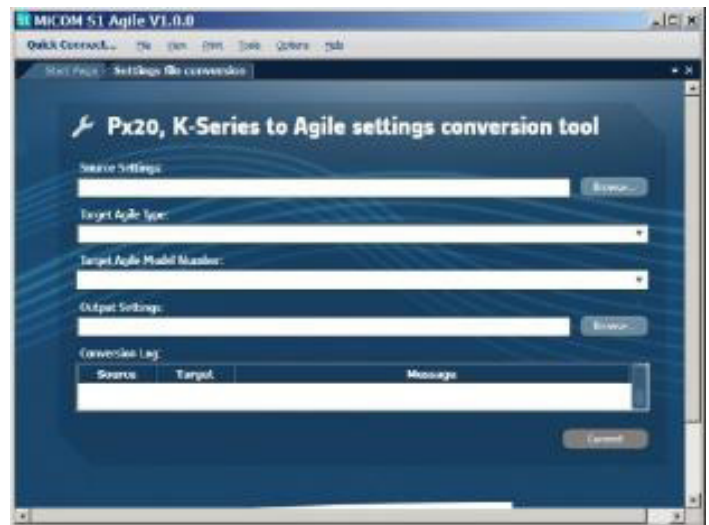 S1 MiCOM S1 Agile V1.0.0
Quick Connect... File View Print Tools Options Help
Start Page Settings file conversion
Px20, K-Series to Agile settings conversion tool
Source Settings:
Browse...
Target Agile Type:
Target Agile Model Number:
Output Settings:
Browse...
Conversion Log:
Source Target Message
Convert